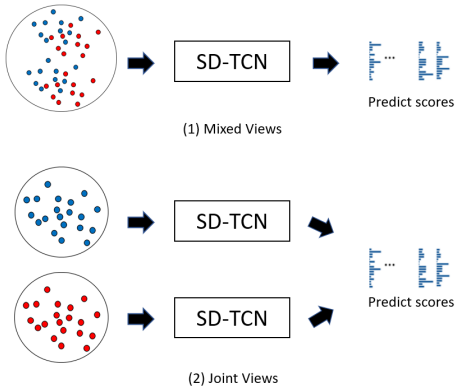 SD-TCN
...
Predict scores
(1) Mixed Views
SD-TCN
...
Predict scores
SD-TCN
(2) Joint Views